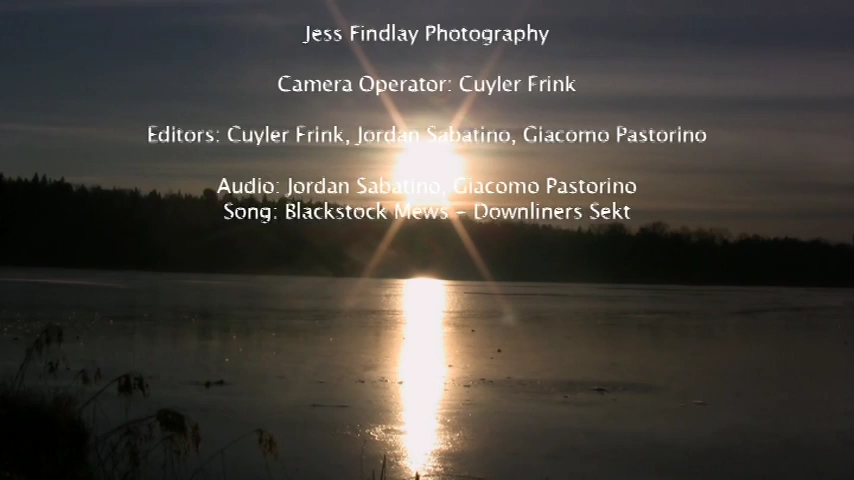 Jess Findlay Photography
Camera Operator: Cuyler Frink
Editors: Cuyler Frink, Jordan Sabatino, Giacomo Pastorino
Audio: Jordan Sabatino, Giacomo Pastorino
Song: Blackstock Mews - Downliners Sekt